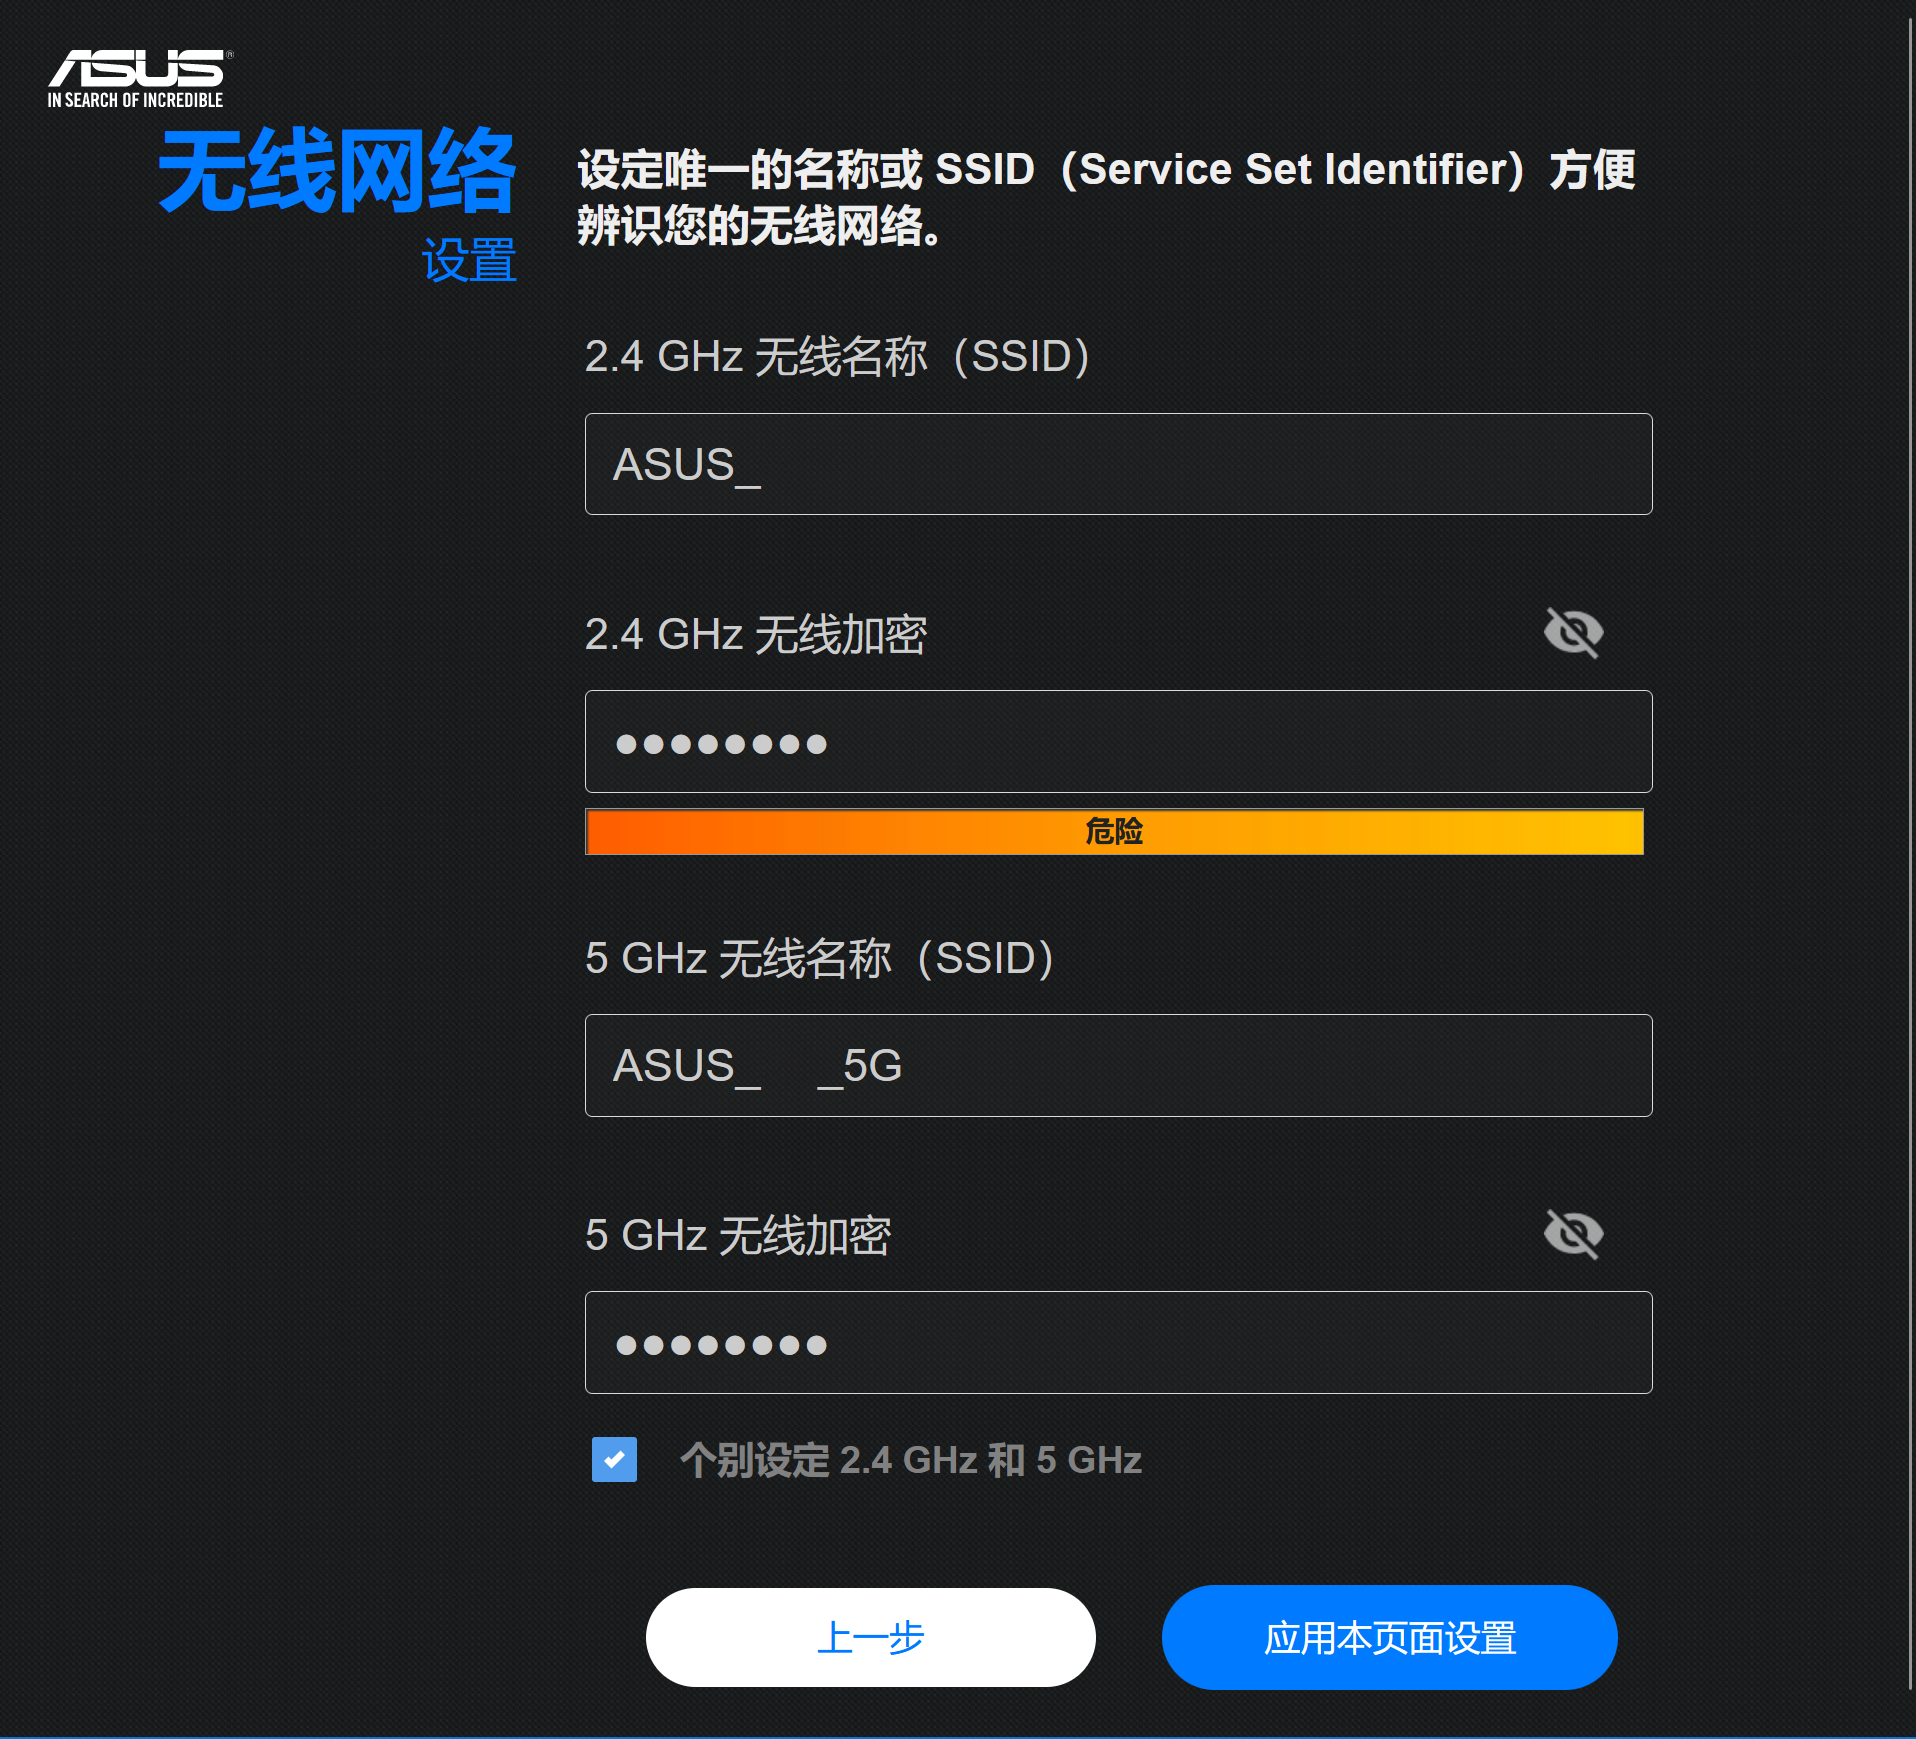 ASUS®
IN SEARCH OF INCREDIBLE
无线网络
设置
设定唯一的名称或 SSID（Service Set Identifier）方便
辨识您的无线网络。
2.4 GHz 无线名称（SSID）
ASUS_
2.4 GHz 无线加密
●●●●●●●●
危险
5 GHz 无线名称（SSID）
ASUS_ _5G
5 GHz 无线加密
●●●●●●●●
个别设定 2.4 GHz 和 5 GHz
上一步
应用本页面设置